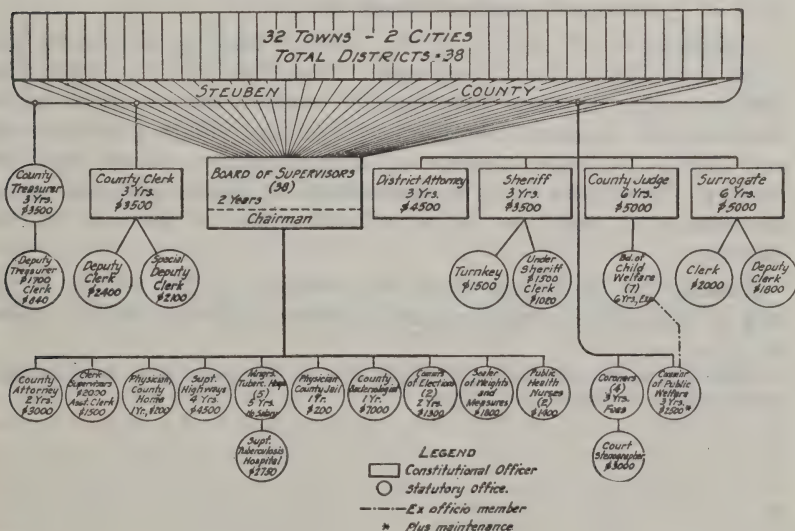 32 TOWNS - 2 CITIES
TOTAL DISTRICTS = 38
STEUBEN COUNTY
County
Treasurer
3 Yrs.
$3500
County Clerk
3 Yrs.
$3500
BOARD OF SUPERVISORS
(38)
2 Years
Chairman
District Attorney
3 Yrs.
$4500
Sheriff
3 Yrs.
$3500
County Judge
6 Yrs.
$5000
Surrogate
6 Yrs.
$5000
Deputy
Treasurer
$1700
Clerk
$840
Deputy
Clerk
$2400
Special
Deputy
Clerk
$2100
Turnkey
$1500
Under
Sheriff
$1500
Clerk
$1020
Bd. of
Child
Welfare
(7)
6 Yrs.,
Clerk
$2000
Deputy
Clerk
$1800
County
Attorney
2 Yrs.
$3000
Clerk
Supervisors
$2000
Asst. Clerk
$1500
Physician
County
Home
1 Yr., $200
Supt.
Highways
4 Yrs.
$4500
Mngrs.
Tuberc. Hosp.
(5)
5 Yrs.
No Salary
Physician
County Jail
1 Yr.
$200
County
Bacteriologist
1 Yr.
$7000
of Elections
(2)
2 Yrs.
$1300
Sealer
of Weights
and
Measures
$1800
Public
Health
Nurses
(2)
$1400
Coroners
(4)
3 Yrs.
Fees
of Public
Welfare
3 Yrs.
$2500*
Supt.
Tuberculosis
Hospital
$2750
Court
Stenographer
$3000
LEGEND
Constitutional Officer
Statutory Office.
Ex officio member
* Plus maintenance